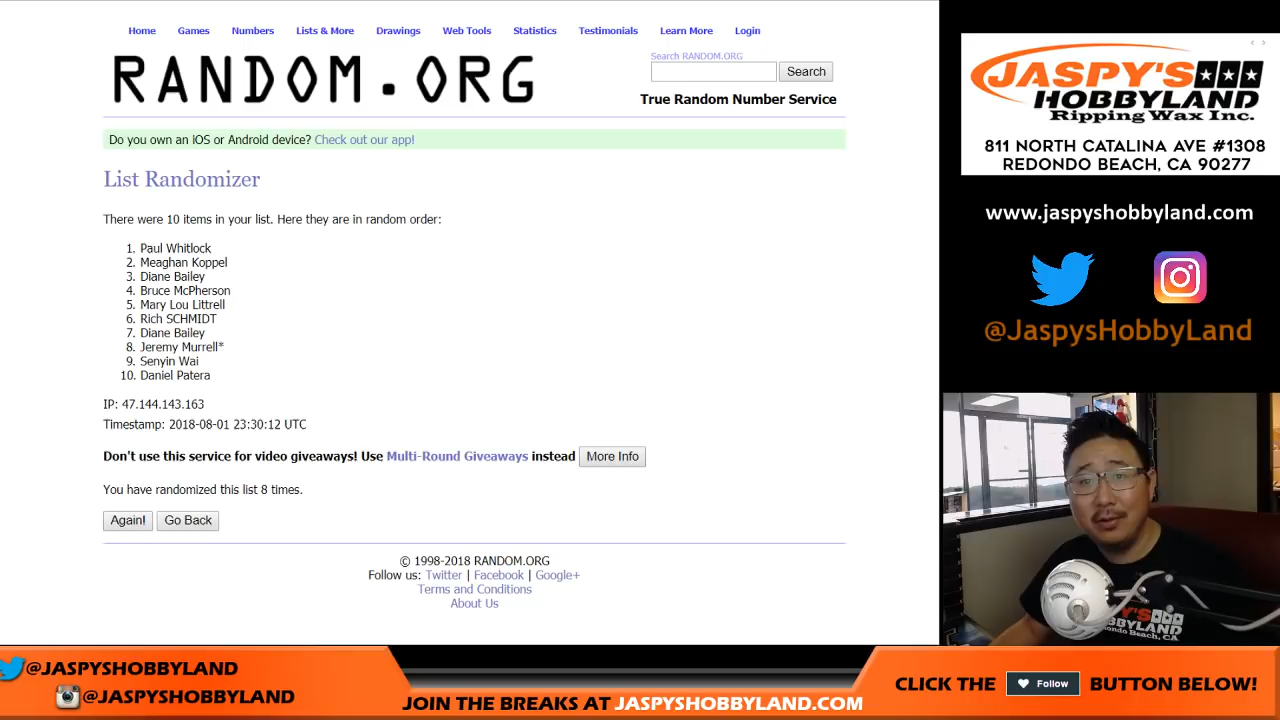 Home Games Numbers Lists & More Drawings Web Tools Statistics Testimonials Learn More Login
RANDOM.ORG
Search RANDOM.ORG
Search
True Random Number Service
Do you own an iOS or Android device? Check out our app!
List Randomizer
There were 10 items in your list. Here they are in random order:
1. Paul Whitlock
2. Meaghan Koppel
3. Diane Bailey
4. Bruce McPherson
5. Mary Lou Littrell
6. Rich SCHMIDT
7. Diane Bailey
8. Jeremy Murrell*
9. Senyin Wai
10. Daniel Patera
IP: 47.144.143.163
Timestamp: 2018-08-01 23:30:12 UTC
Don't use this service for video giveaways! Use Multi-Round Giveaways instead More Info
You have randomized this list 8 times.
Again! Go Back
© 1998-2018 RANDOM.ORG
Follow us: Twitter | Facebook | Google+
Terms and Conditions
About Us
JASPY'S
HOBBYLAND
Ripping Wax Inc.
811 NORTH CATALINA AVE #1308
REDONDO BEACH, CA 90277
www.jaspyshobbyland.com
@JaspysHobbyLand
JASPY'S
HOBBYLAND
Redondo Beach, CA
@JASPYSHOBBYLAND
@JASPYSHOBBYLAND
JOIN THE BREAKS AT JASPYSHOBBYLAND.COM
CLICK THE Follow BUTTON BELOW!